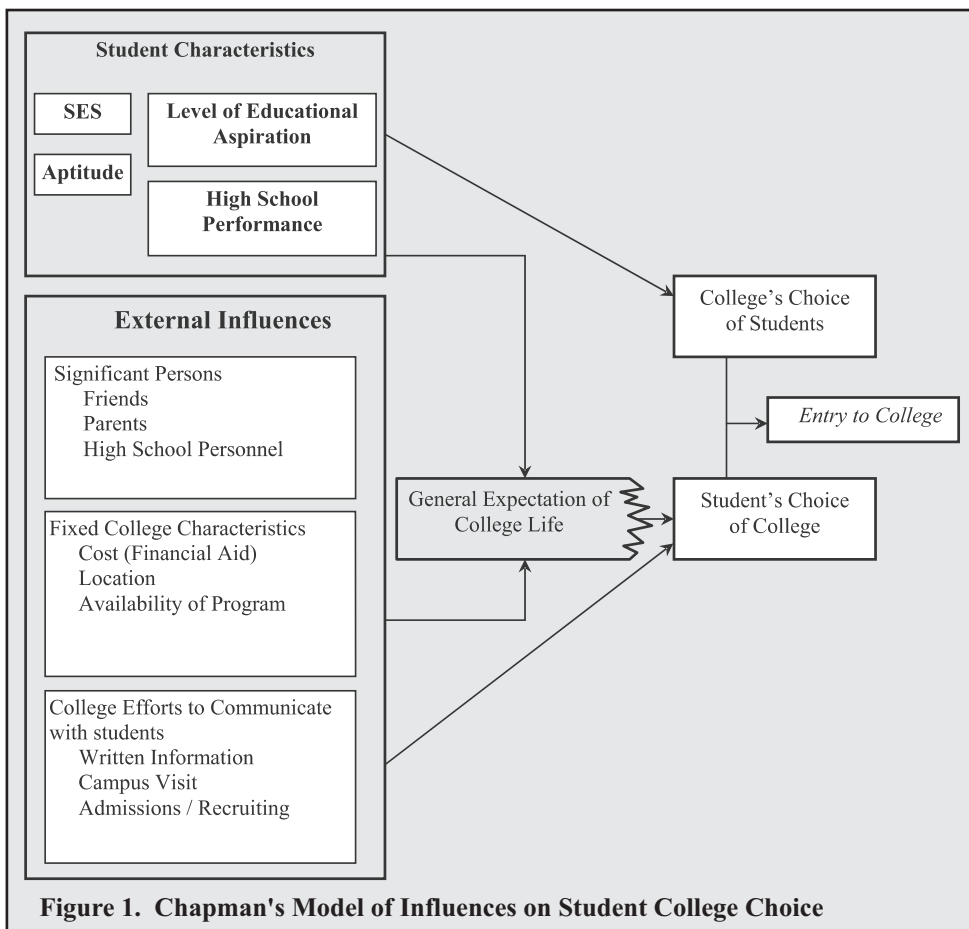 Student Characteristics
SES
Level of Educational
Aspiration
Aptitude
High School
Performance
External Influences
Significant Persons
Friends
Parents
High School Personnel
Fixed College Characteristics
Cost (Financial Aid)
Location
Availability of Program
College Efforts to Communicate
with students
Written Information
Campus Visit
Admissions / Recruiting
General Expectation of
College Life
College's Choice
of Students
Entry to College
Student's Choice
of College
Figure 1. Chapman's Model of Influences on Student College Choice